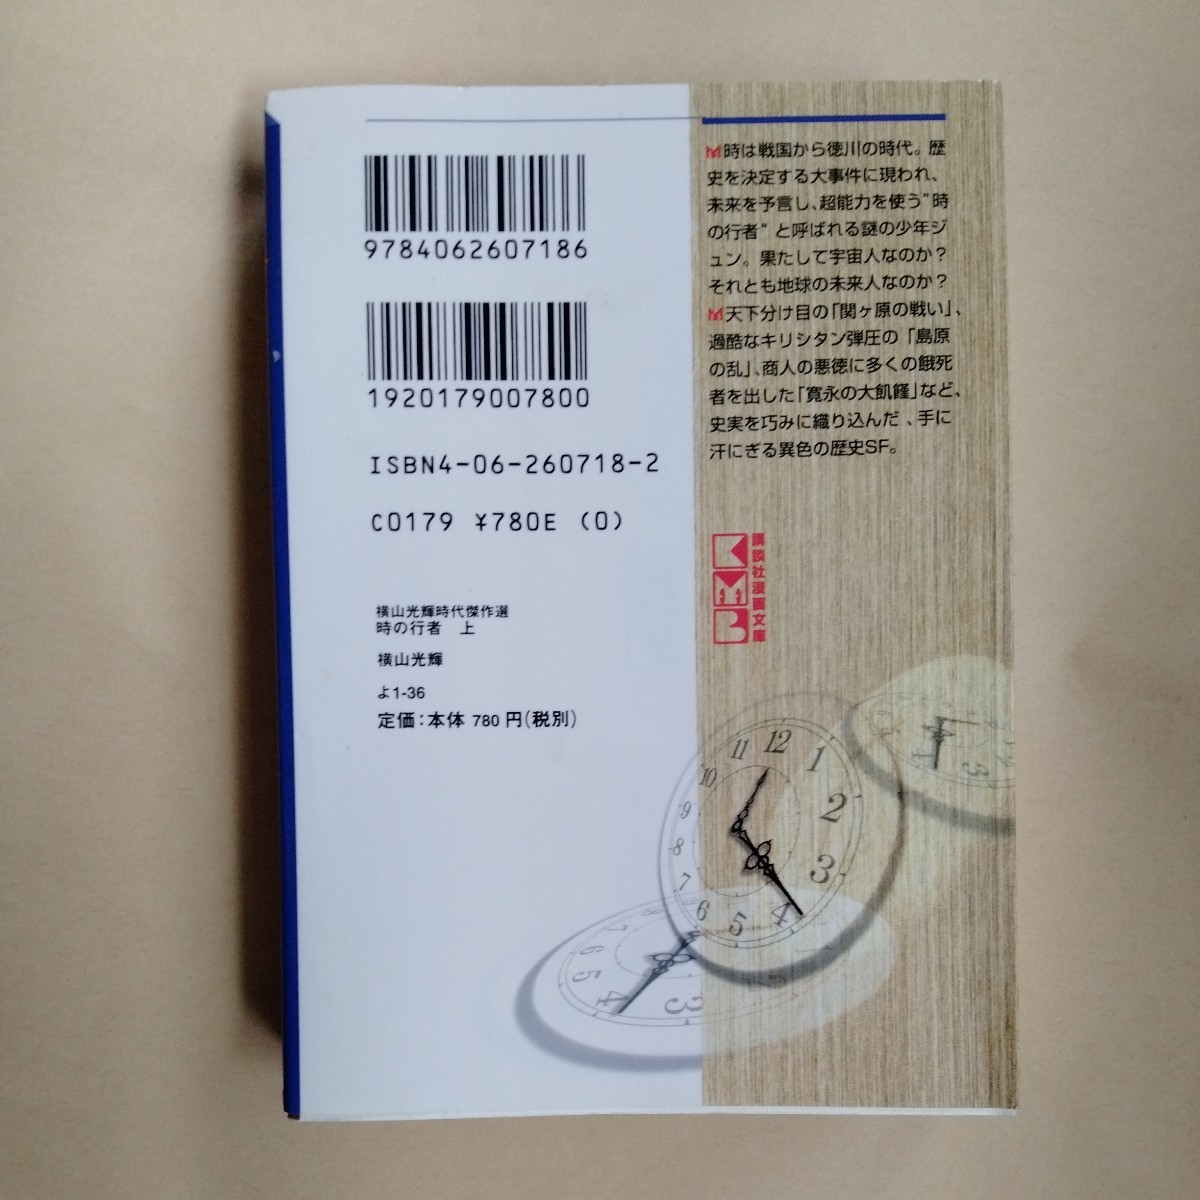 9784062607186
1920179007800
ISBN4-06-260718-2
C0179 ¥780E (0)
横山光輝時代傑作選
時の行者 上
横山光輝
よ1-36
定価：本体 780 円(税別)
時は戦国から徳川の時代。歴
史を決定する大事件に現われ、
未来を予言し、超能力を使う"時
の行者" と呼ばれる謎の少年ジ
ュン。果たして宇宙人なのか?
それとも地球の未来人なのか?
天下分け目の「関ヶ原の戦い」、
過酷なキリシタン弾圧の「島原
の乱」、商人の悪徳に多くの餓死
者を出した「寛永の大飢饉」など、
史実を巧みに織り込んだ、手に
汗にぎる異色の歴史SF。
KMB
講談社漫画文庫
12
1
2
3
4
5
6
7
8
9
10
11
3
4
5
6
7
3